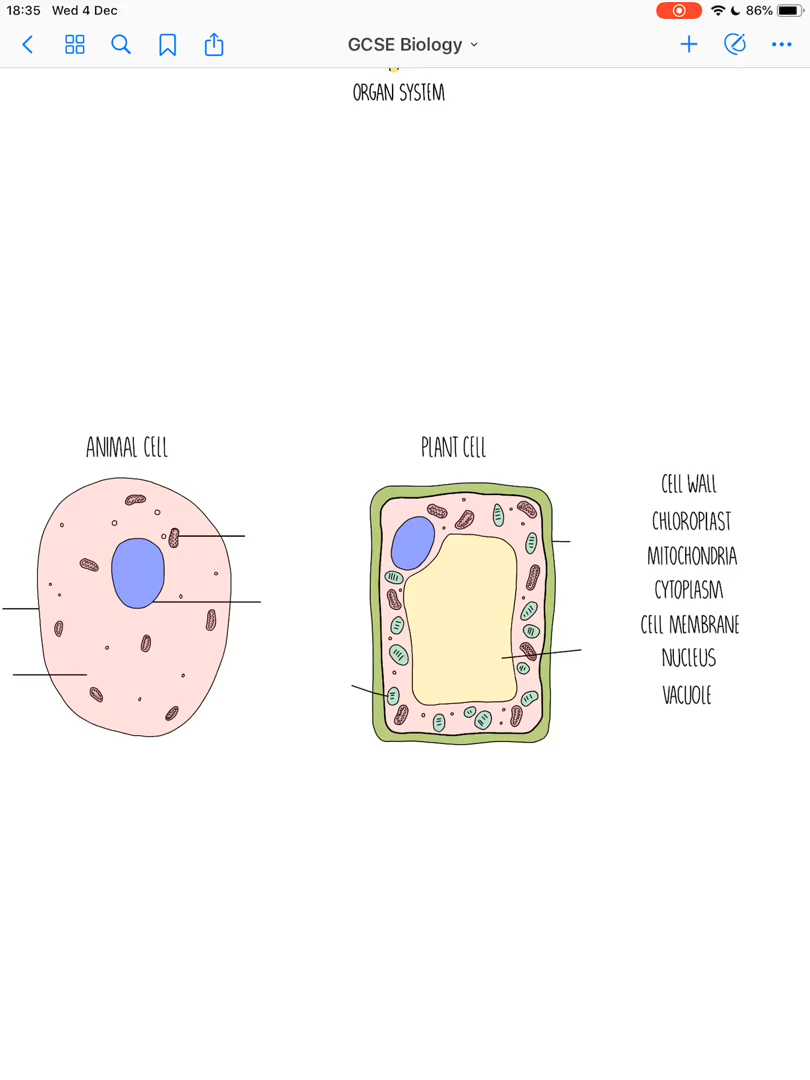 18:35 Wed 4 Dec 86%
GCSE Biology
ORGAN SYSTEM
ANIMAL CELL
PLANT CELL
CELL WALL
CHLOROPLAST
MITOCHONDRIA
CYTOPLASM
CELL MEMBRANE
NUCLEUS
VACUOLE